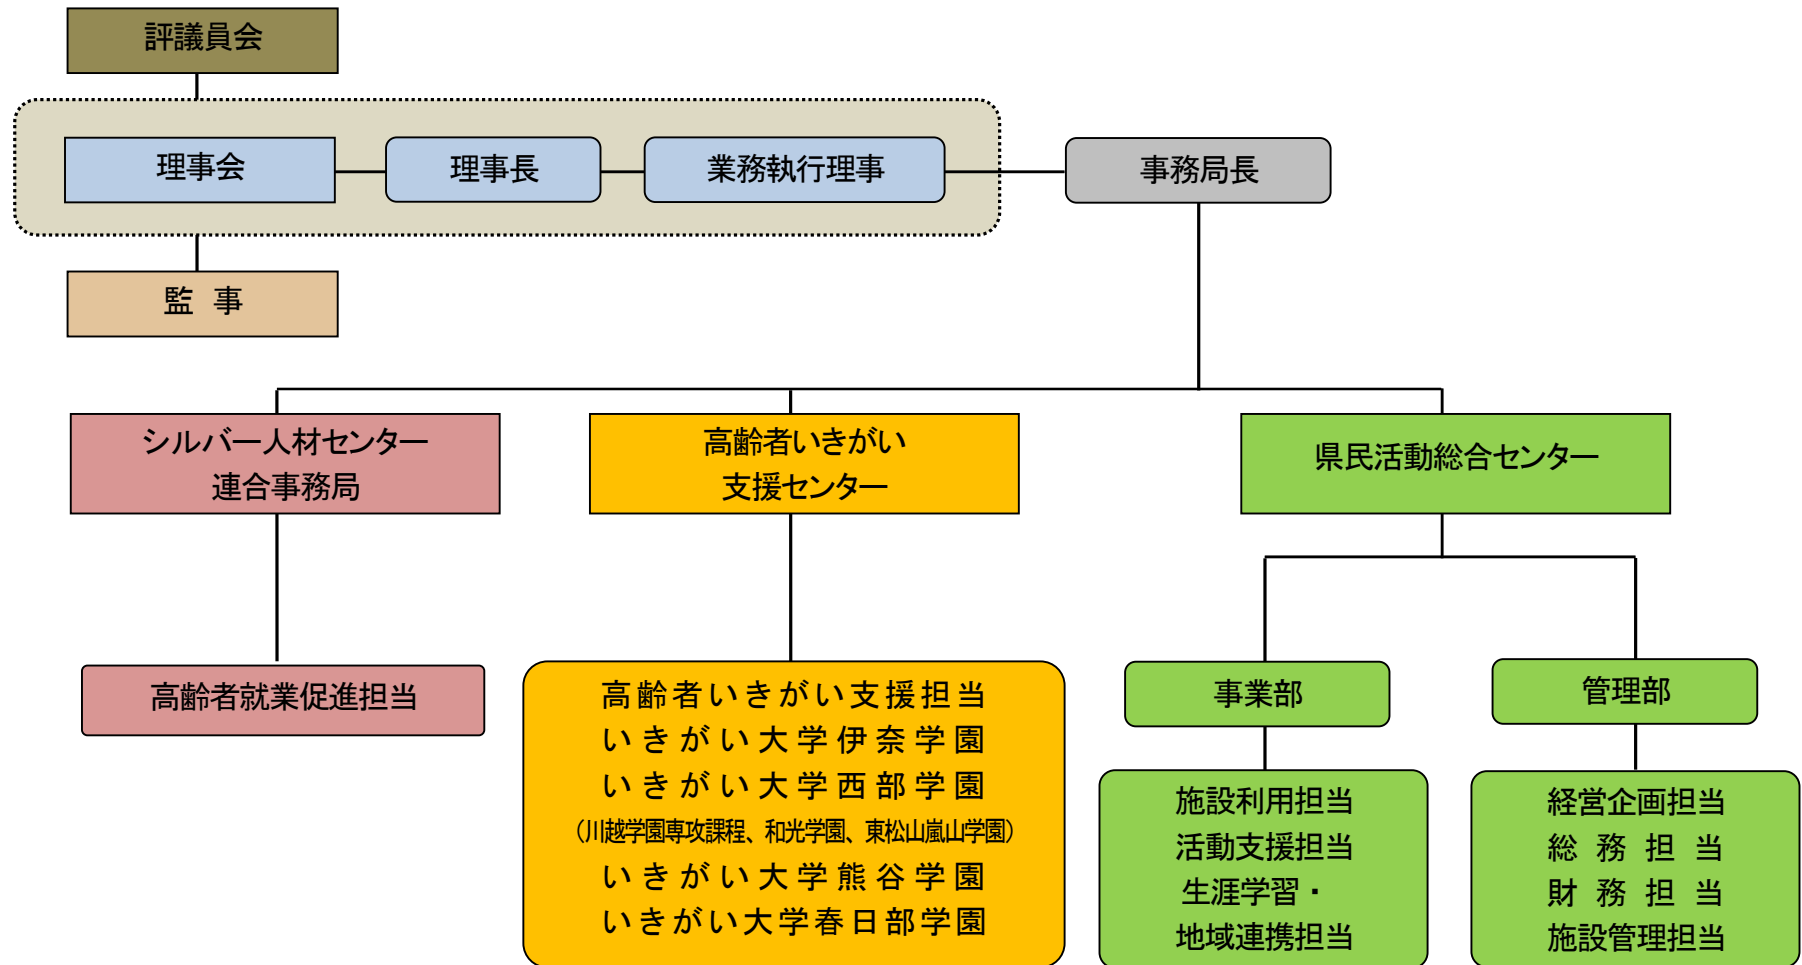 評議員会
理事会
理事長
業務執行理事
事務局長
監 事
シルバー人材センター
連合事務局
高齢者いきがい
支援センター
県民活動総合センター
高齢者就業促進担当
高齢者いきがい支援担当
いきがい大学伊奈学園
いきがい大学西部学園
（川越学園専攻課程、和光学園、東松山嵐山学園）
いきがい大学熊谷学園
いきがい大学春日部学園
事業部
管理部
施設利用担当
活動支援担当
生涯学習・
地域連携担当
経営企画担当
総 務 担 当
財 務 担 当
施設管理担当